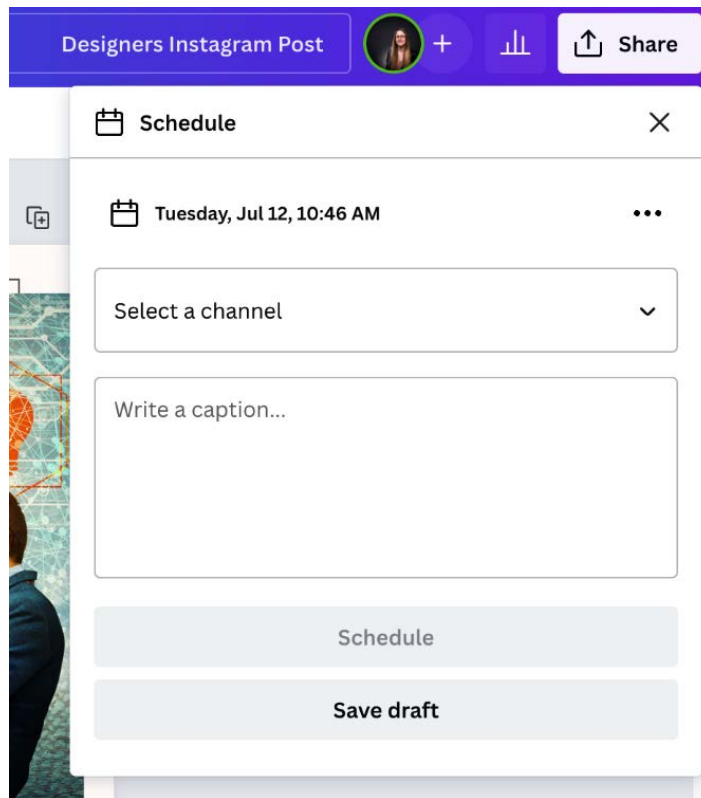 Designers Instagram Post
+
Share
Schedule
Tuesday, Jul 12, 10:46 AM
Select a channel
Write a caption...
Schedule
Save draft